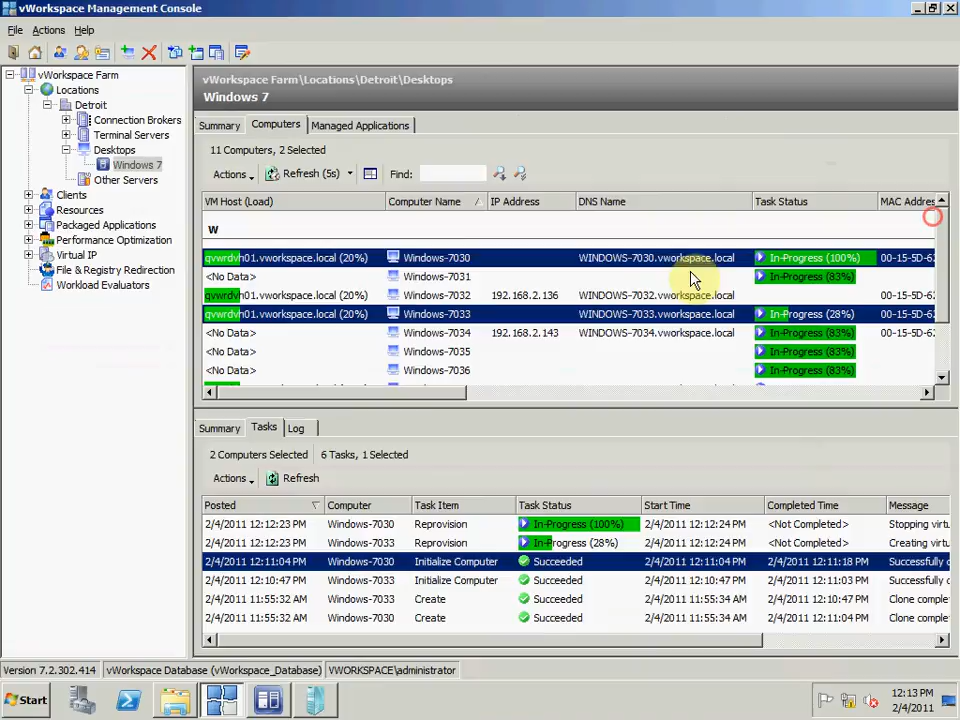 vWorkspace Management Console
File Actions Help
vWorkspace Farm
Locations
Detroit
Connection Brokers
Terminal Servers
Desktops
Windows 7
Other Servers
Clients
Resources
Packaged Applications
Performance Optimization
Virtual IP
File & Registry Redirection
Workload Evaluators
vWorkspace Farm\Locations\Detroit\Desktops
Windows 7
Summary Computers Managed Applications
11 Computers, 2 Selected
Actions Refresh (5s) Find:
VM Host (Load) Computer Name IP Address DNS Name Task Status MAC Addres
W
qvwrdvh01.vworkspace.local (20%) Windows-7030 WINDOWS-7030.vworkspace.local In-Progress (100%) 00-15-5D-62
<No Data> Windows-7031 In-Progress (83%)
qvwrdvh01.vworkspace.local (20%) Windows-7032 192.168.2.136 WINDOWS-7032.vworkspace.local 00-15-5D-62
qvwrdvh01.vworkspace.local (20%) Windows-7033 WINDOWS-7033.vworkspace.local In-Progress (28%) 00-15-5D-62
<No Data> Windows-7034 192.168.2.143 WINDOWS-7034.vworkspace.local In-Progress (83%) 00-15-5D-62
<No Data> Windows-7035 In-Progress (83%)
<No Data> Windows-7036 In-Progress (83%)
Summary Tasks Log
2 Computers Selected 6 Tasks, 1 Selected
Actions Refresh
Posted Computer Task Item Task Status Start Time Completed Time Message
2/4/2011 12:12:23 PM Windows-7030 Reprovision In-Progress (100%) 2/4/2011 12:12:24 PM <Not Completed> Stopping virtu
2/4/2011 12:12:23 PM Windows-7033 Reprovision In-Progress (28%) 2/4/2011 12:12:24 PM <Not Completed> Creating virtu
2/4/2011 12:11:04 PM Windows-7030 Initialize Computer Succeeded 2/4/2011 12:11:04 PM 2/4/2011 12:11:18 PM Successfully c
2/4/2011 12:10:47 PM Windows-7033 Initialize Computer Succeeded 2/4/2011 12:10:47 PM 2/4/2011 12:11:03 PM Successfully c
2/4/2011 11:55:32 AM Windows-7033 Create Succeeded 2/4/2011 11:55:34 AM 2/4/2011 12:10:47 PM Clone comple
2/4/2011 11:55:32 AM Windows-7030 Create Succeeded 2/4/2011 11:55:34 AM 2/4/2011 12:11:04 PM Clone comple
Version 7.2.302.414 vWorkspace Database (vWorkspace_Database) VWORKSPACE\administrator
Start
12:13 PM
2/4/2011